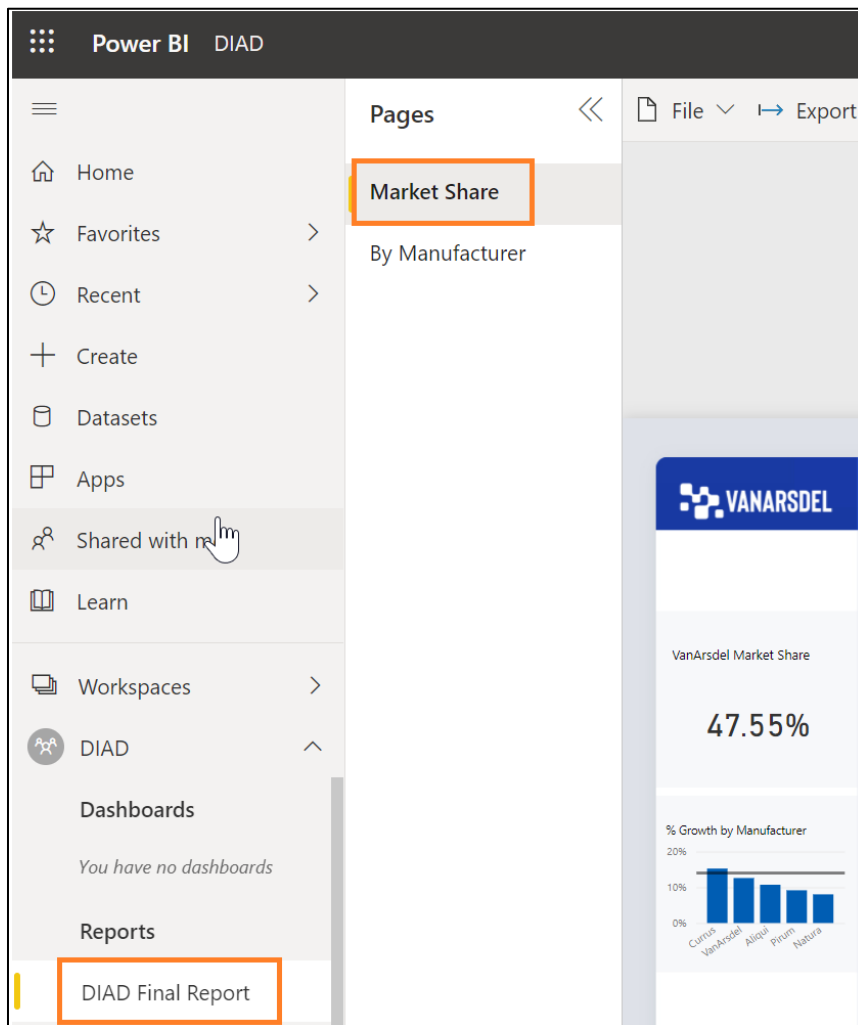 Power BI DIAD
Home
Favorites
Recent
Create
Datasets
Apps
Shared with
Learn
Workspaces
DIAD
Dashboards
You have no dashboards
Reports
DIAD Final Report
Pages
Market Share
By Manufacturer
File Export
VANARSDEL
VanArsdel Market Share
47.55%
% Growth by Manufacturer
20%
10%
0%
Currus
VanArsdel
Aliqui
Pirum
Natura